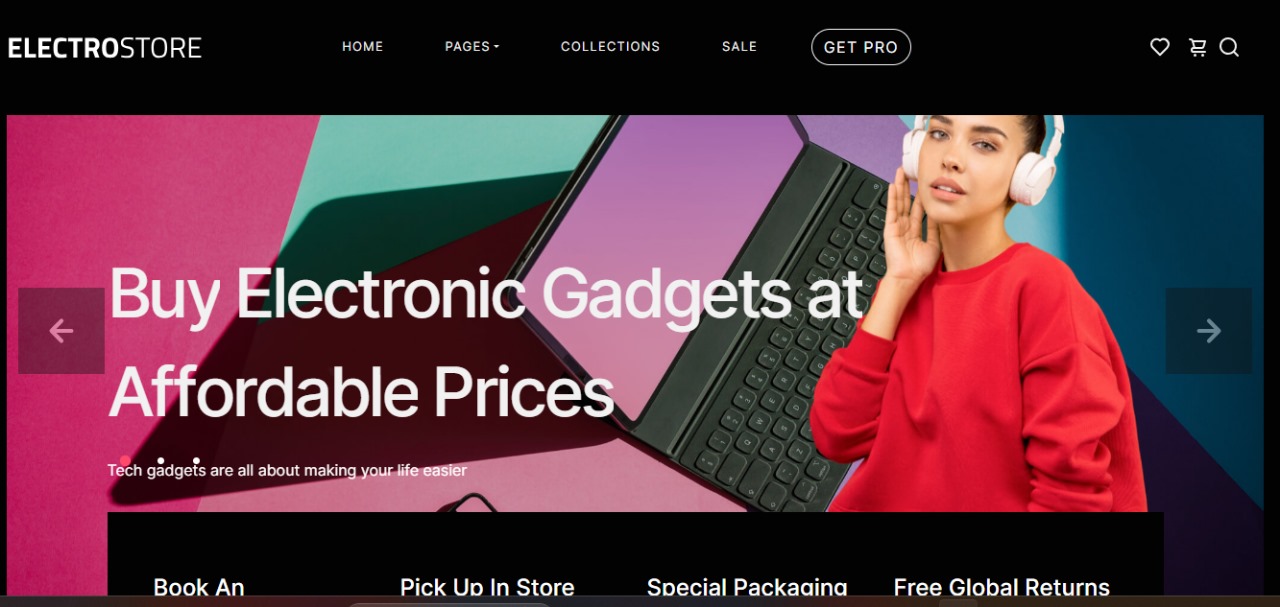 ELECTROSTORE
HOME
PAGES
COLLECTIONS
SALE
GET PRO
Buy Electronic Gadgets at
Affordable Prices
Tech gadgets are all about making your life easier
Book An
Pick Up In Store
Special Packaging
Free Global Returns